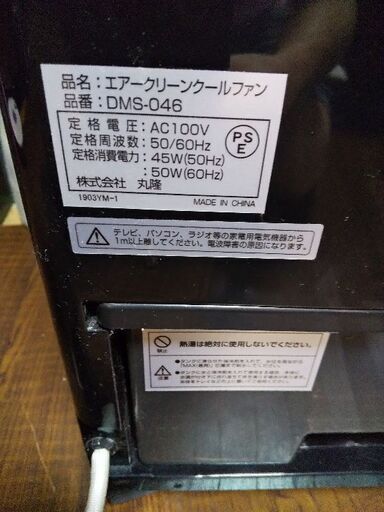 品名:エアークリーンクールファン
品番:DMS-046
定格電圧:AC100V
定格周波数:50/60Hz
定格消費電力:45W(50Hz)
:50W(60Hz)
株式会社 丸隆
1903YM-1
MADE IN CHINA
PS
E
テレビ、パソコン、ラジオ等の家庭用電気機器から
1m以上離してください。電波障害の原因になります。
禁止
熱湯は絶対に使用しないでください。
注意